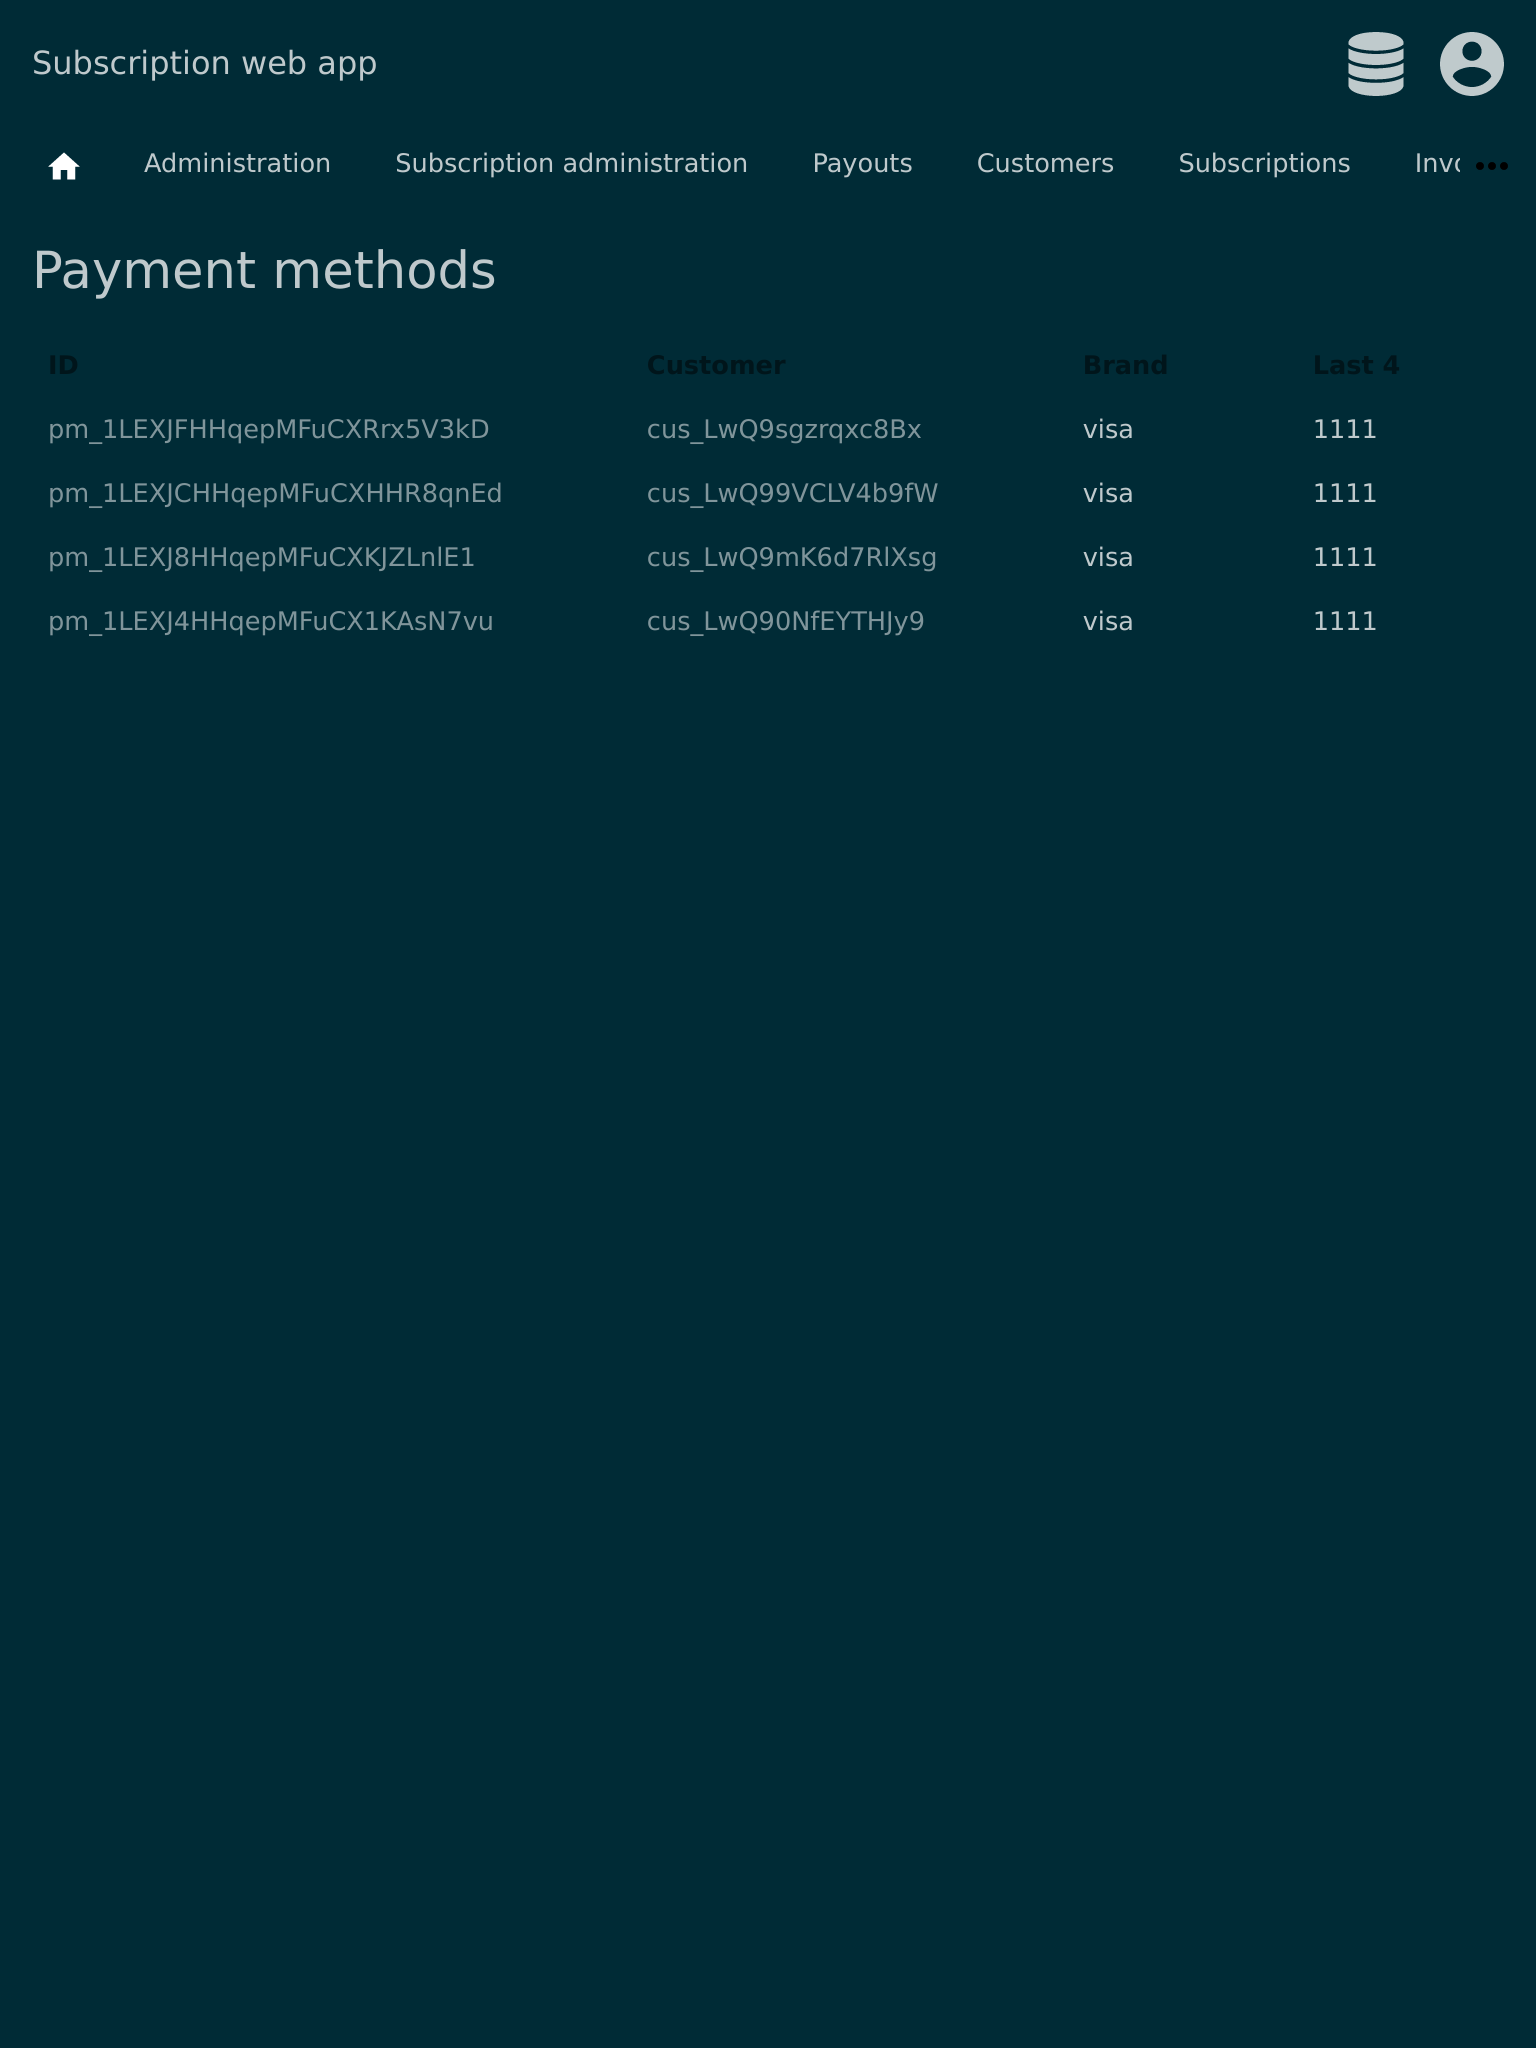 Subscription web app
Administration Subscription administration Payouts Customers Subscriptions
Payment methods
ID Customer Brand Last 4
pm_1LEXJFHHqepMFuCXRrx5V3kD cus_LwQ9sgzrqxc8Bx visa 1111
pm_1LEXJCHHqepMFuCXHHR8qnEd cus_LwQ99VCLV4b9fW visa 1111
pm_1LEXJ8HHqepMFuCXKJZLnlE1 cus_LwQ9mK6d7RlXsg visa 1111
pm_1LEXJ4HHqepMFuCX1KAsN7vu cus_LwQ90NfEYTHJy9 visa 1111